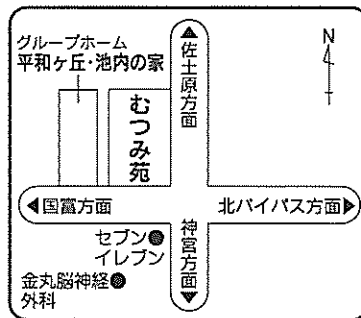 グループホーム
平和ヶ丘・池内の家
むつみ苑
▲佐土原方面
N
◀国富方面
北バイパス方面▶
神宮方面▼
セブン
イレブン
金丸脳神経
外科